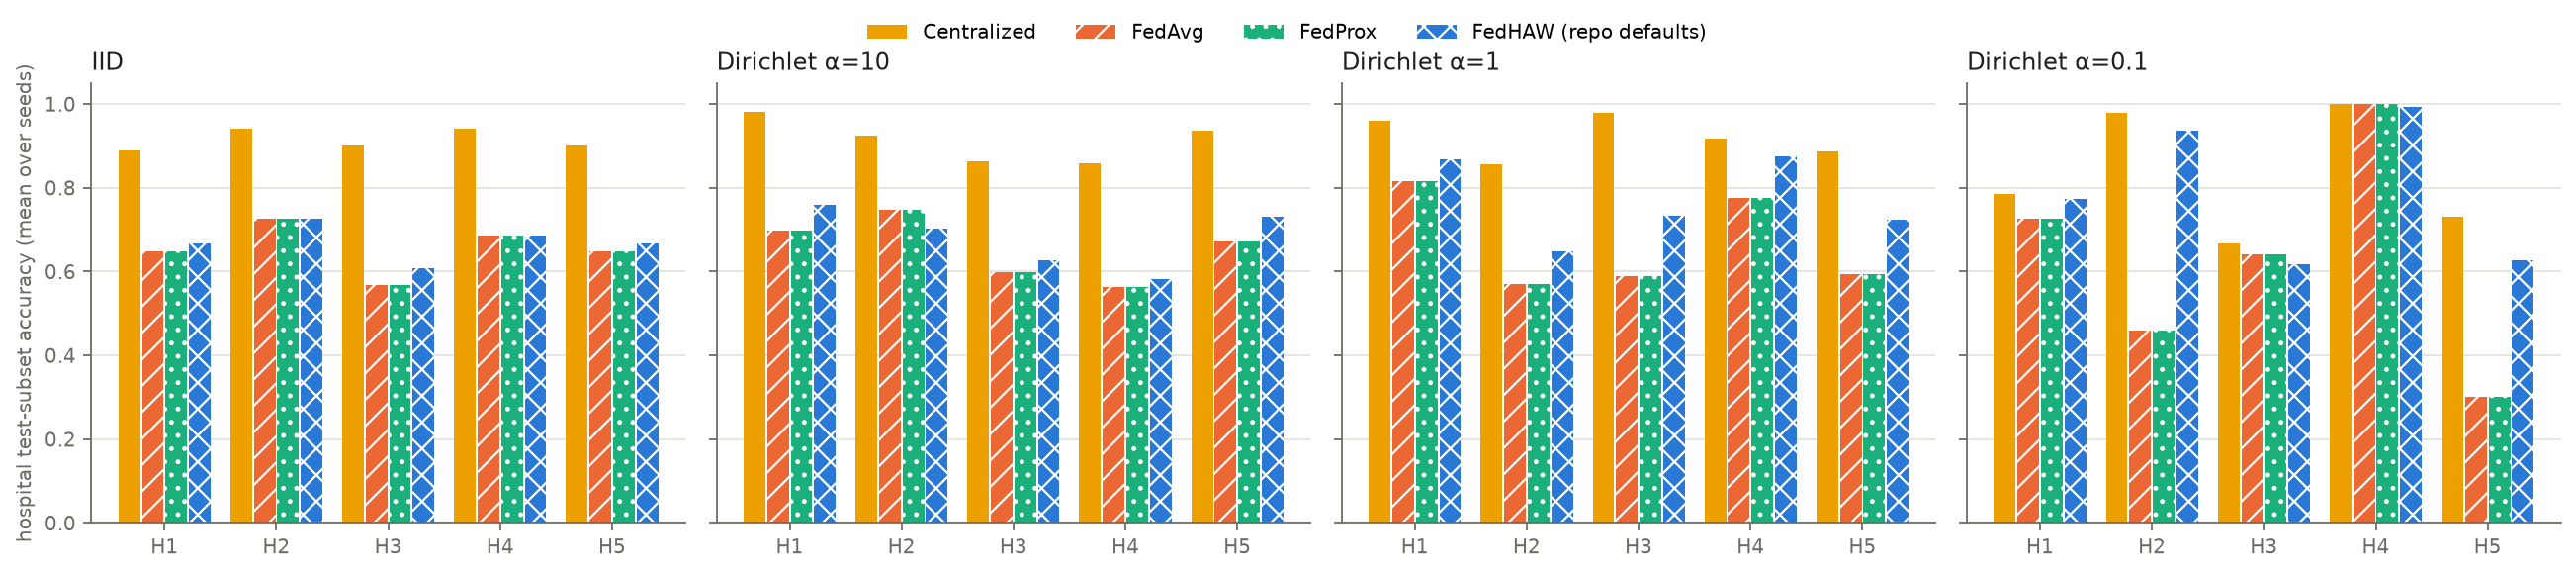 Centralized FedAvg FedProx FedHAW (repo defaults)
IID Dirichlet α=10 Dirichlet α=1 Dirichlet α=0.1
hospital test-subset accuracy (mean over seeds)
1.0
0.8
0.6
0.4
0.2
0.0
H1 H2 H3 H4 H5 H1 H2 H3 H4 H5 H1 H2 H3 H4 H5 H1 H2 H3 H4 H5